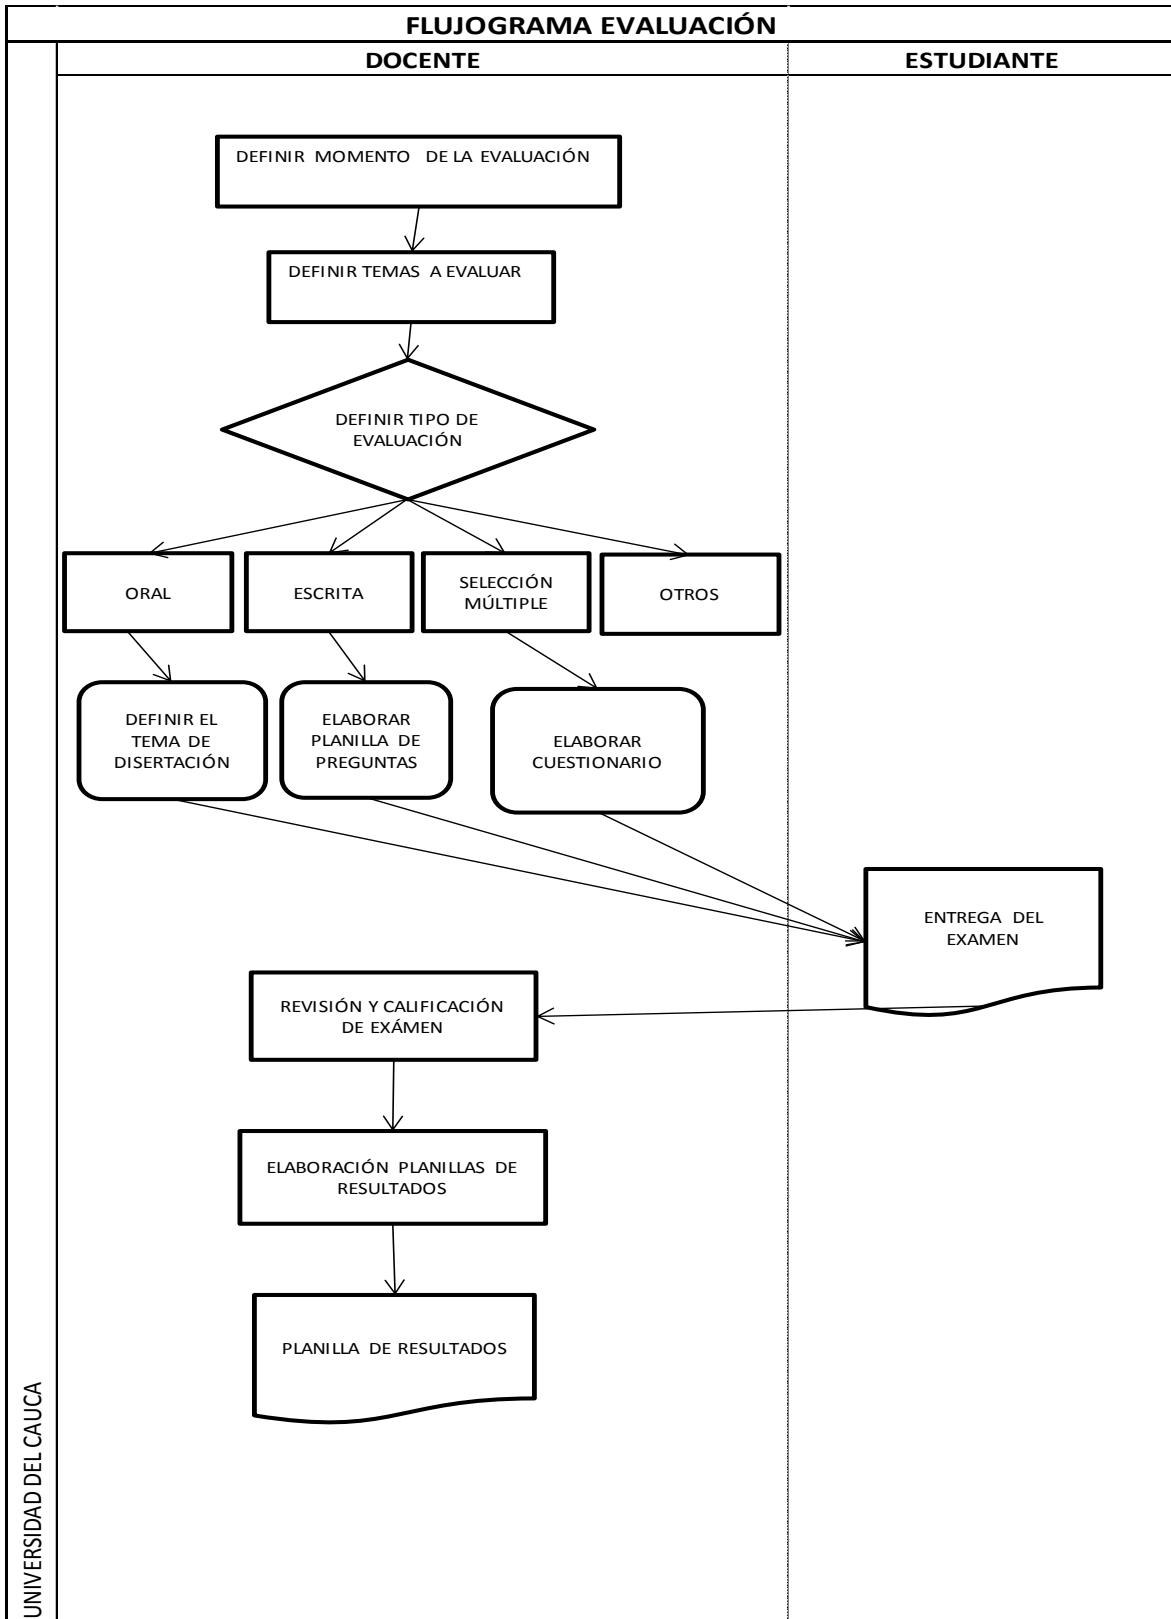 FLUJOGRAMA EVALUACIÓN
DOCENTE
ESTUDIANTE
DEFINIR MOMENTO DE LA EVALUACIÓN
DEFINIR TEMAS A EVALUAR
DEFINIR TIPO DE
EVALUACIÓN
ORAL
ESCRITA
SELECCIÓN
MÚLTIPLE
OTROS
DEFINIR EL
TEMA DE
DISERTACIÓN
ELABORAR
PLANILLA DE
PREGUNTAS
ELABORAR
CUESTIONARIO
ENTREGA DEL
EXAMEN
REVISIÓN Y CALIFICACIÓN
DE EXÁMEN
ELABORACIÓN PLANILLAS DE
RESULTADOS
PLANILLA DE RESULTADOS
UNIVERSIDAD DEL CAUCA